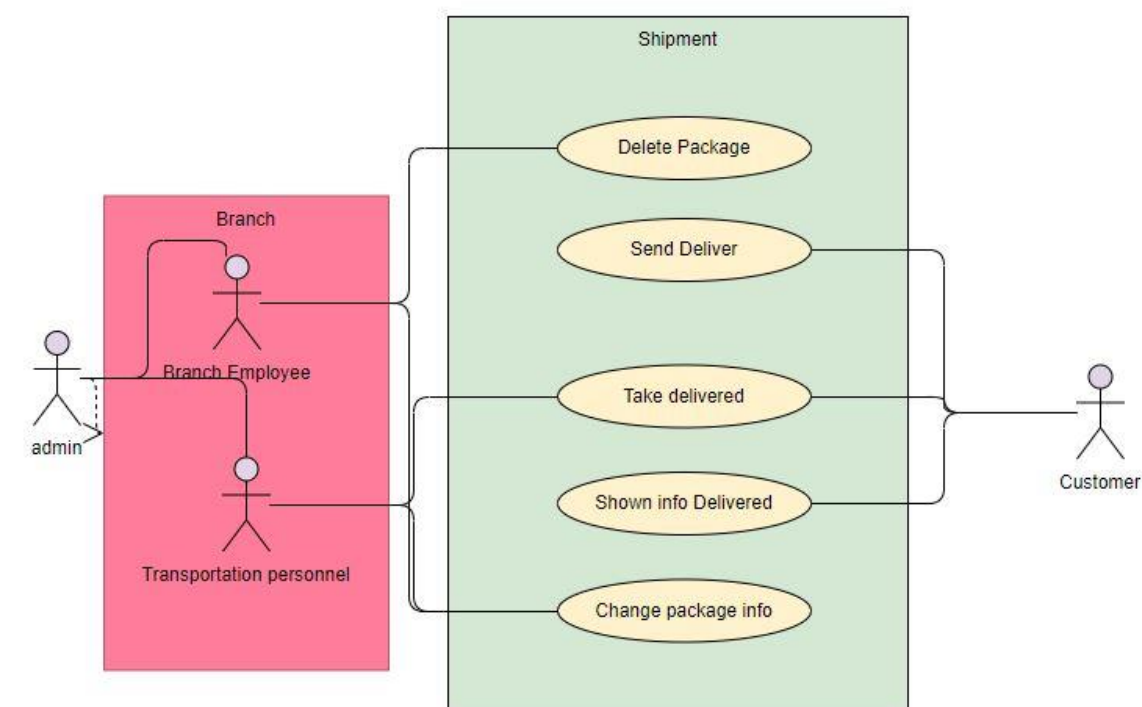 Shipment
Delete Package
Branch
Send Deliver
Branch Employee
Take delivered
admin
Customer
Shown info Delivered
Transportation personnel
Change package info